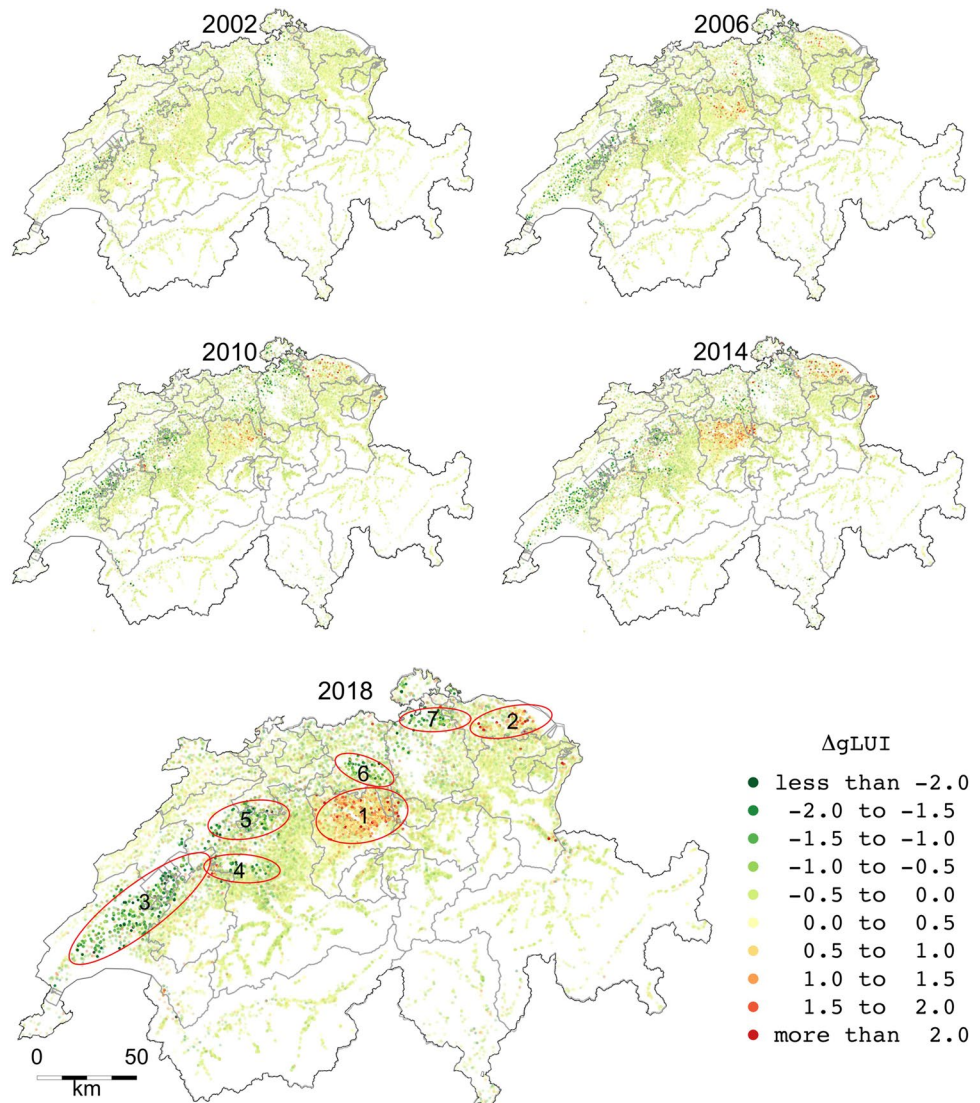 2002
2006
2010
2014
2018
7
2
6
1
5
4
3
0 50
km
ΔgLUI
less than -2.0
-2.0 to -1.5
-1.5 to -1.0
-1.0 to -0.5
-0.5 to 0.0
0.0 to 0.5
0.5 to 1.0
1.0 to 1.5
1.5 to 2.0
more than 2.0